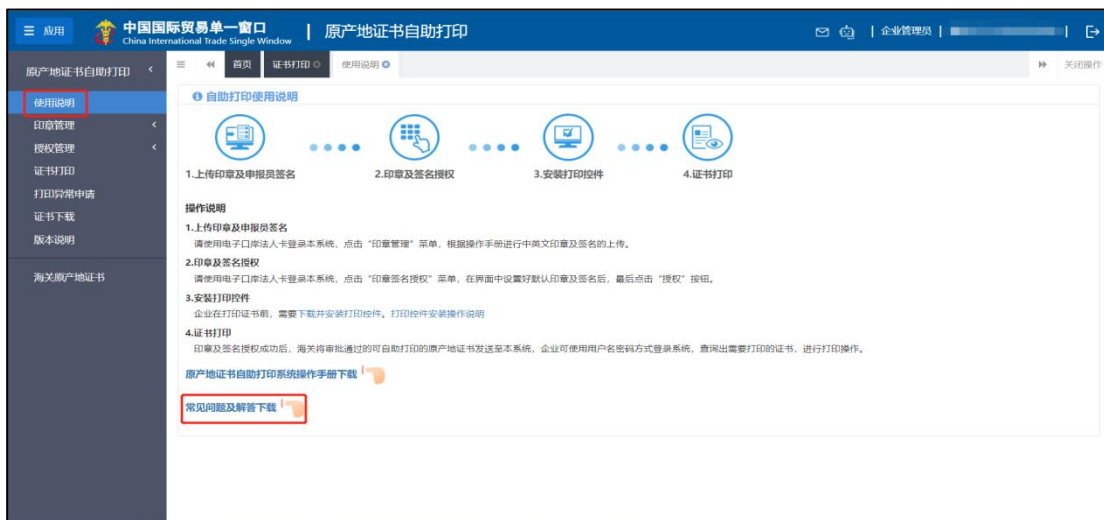 应用
中国国际贸易单一窗口
China International Trade Single Window
原产地证书自助打印
企业管理员
原产地证书自助打印
首页
证书打印
使用说明
关闭操作
使用说明
印章管理
授权管理
证书打印
打印异常申请
证书下载
版本说明
海关原产地证书
自助打印使用说明
1.上传印章及申报员签名
2.印章及签名授权
3.安装打印控件
4.证书打印
操作说明
1.上传印章及申报员签名
请使用电子口岸法人卡登录本系统，点击“印章管理”菜单，根据操作手册进行中英文印章及签名的上传。
2.印章及签名授权
请使用电子口岸法人卡登录本系统，点击“印章签名授权”菜单，在界面中设置好默认印章及签名后，最后点击“授权”按钮。
3.安装打印控件
企业在打印证书前，需要下载并安装打印控件。打印控件安装操作说明
4.证书打印
印章及签名授权成功后，海关将审批通过的可自助打印的原产地证书发送至本系统，企业可使用用户名密码方式登录系统，查询出需要打印的证书，进行打印操作。
原产地证书自助打印系统操作手册下载
常见问题及解答下载